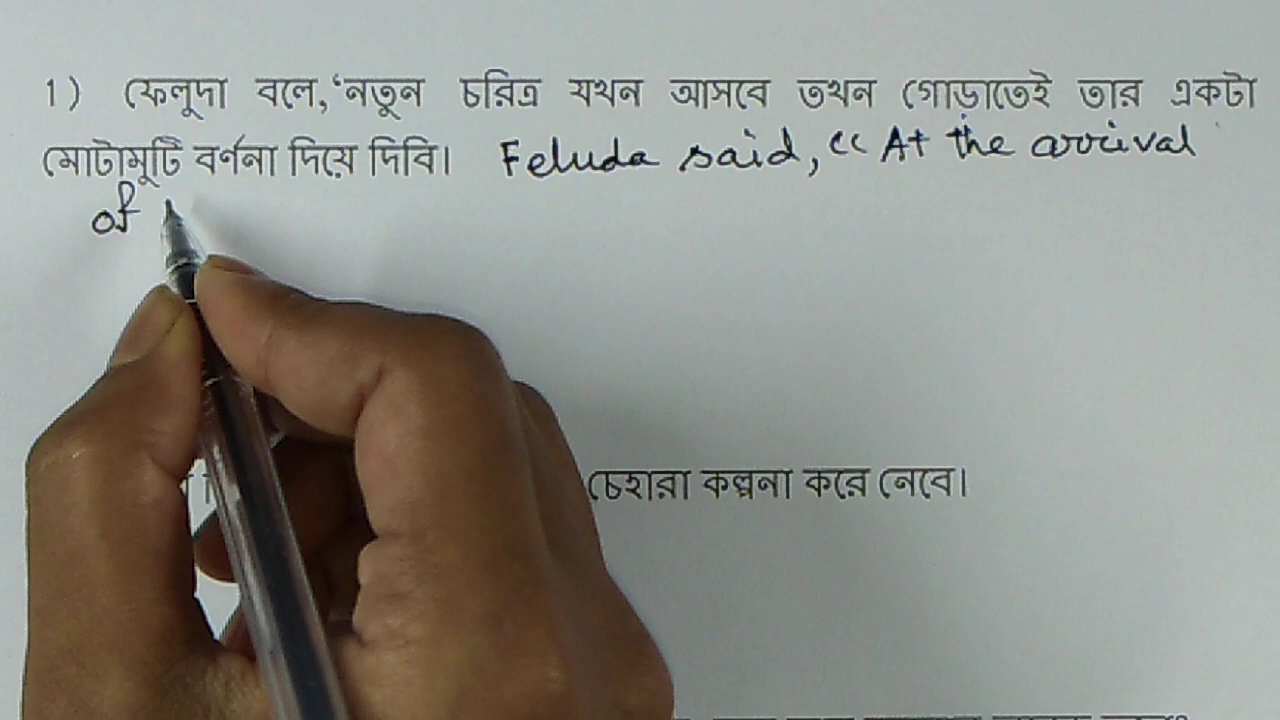 1) ফেলুদা বলে,‘নতুন চরিত্র যখন আসবে তখন গোড়াতেই তার একটা
মোটামুটি বর্ণনা দিয়ে দিবি। Feluda said, “At the arrival
of
চেহারা কল্পনা করে নেবে।